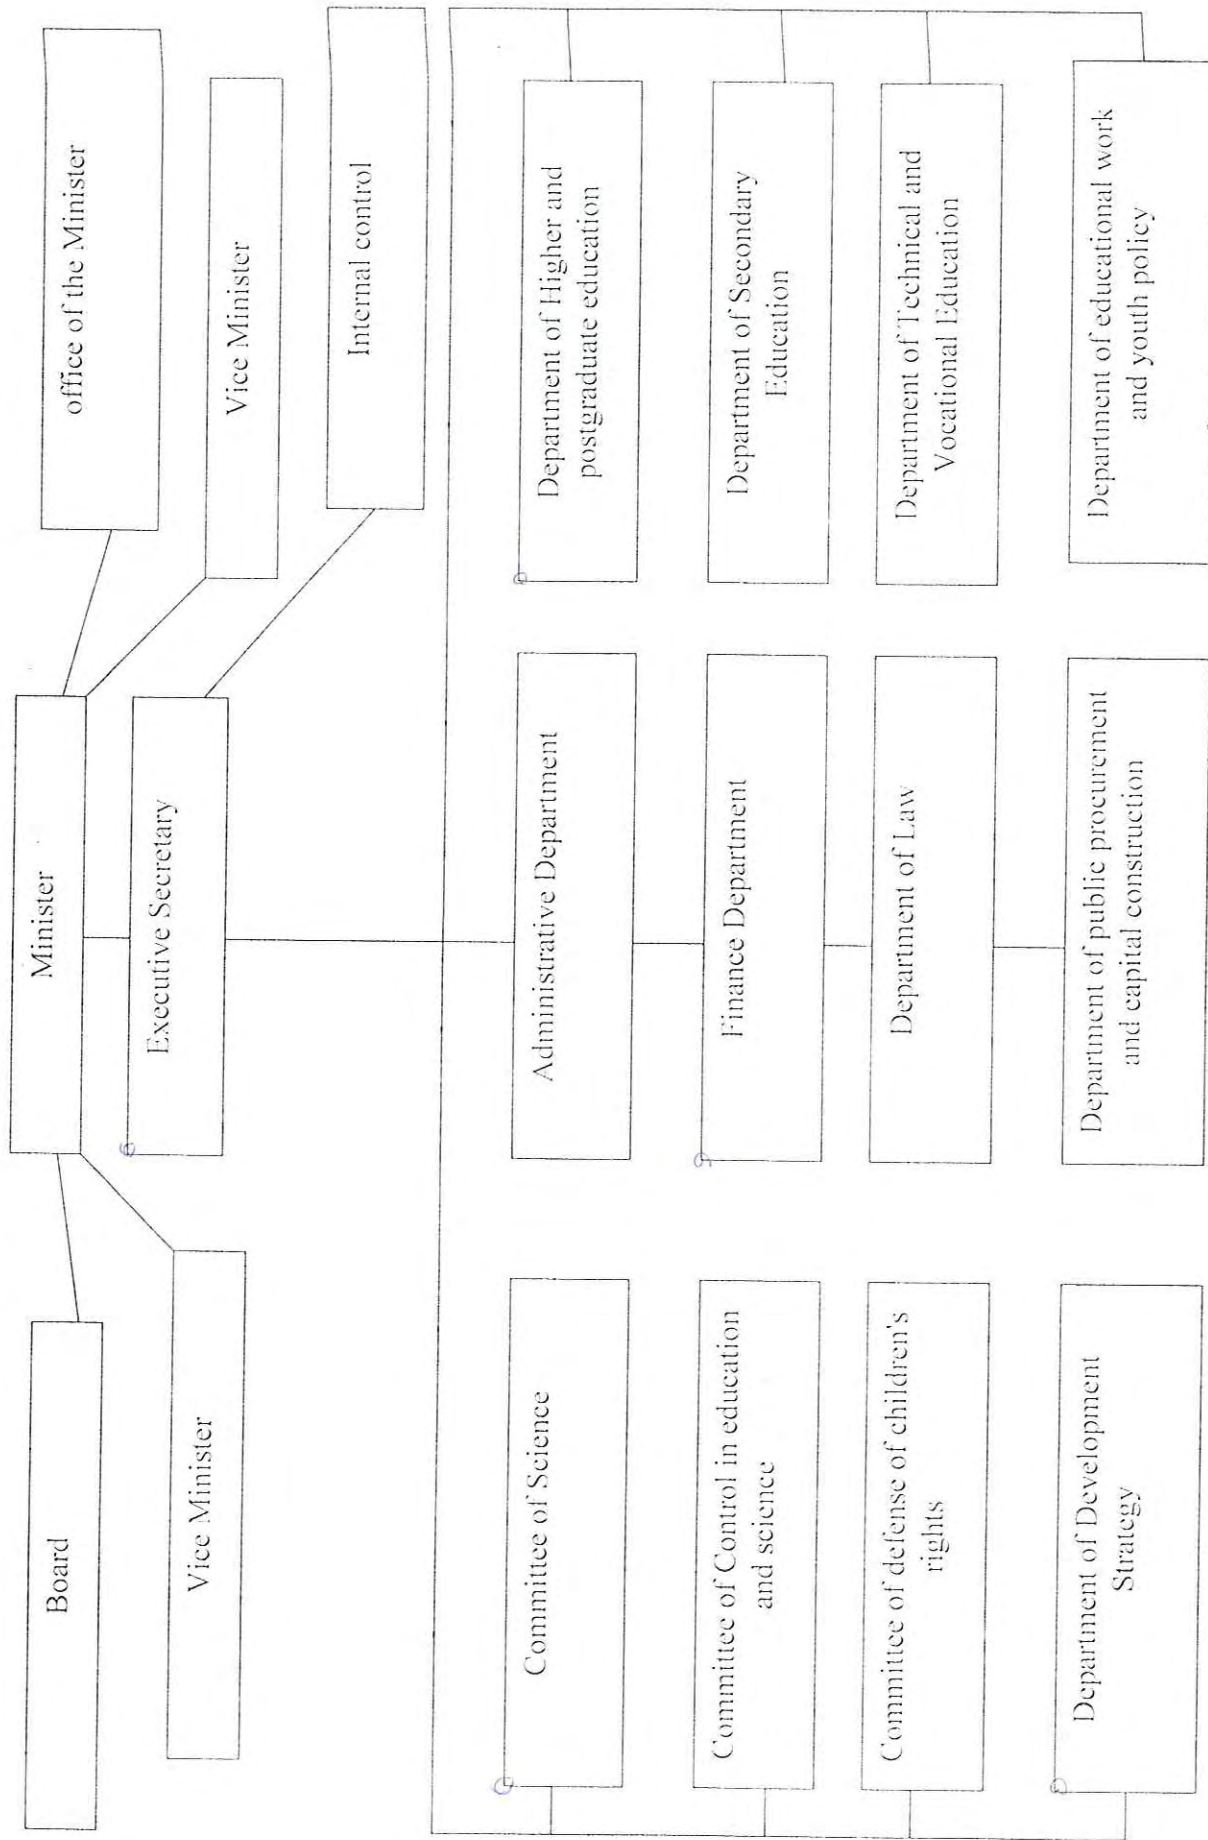 Minister
Board
office of the Minister
Vice Minister
Vice Minister
Executive Secretary
Internal control
Committee of Science
Administrative Department
Department of Higher and
postgraduate education
Committee of Control in education
and science
Finance Department
Department of Secondary
Education
Committee of defense of children's
rights
Department of Law
Department of Technical and
Vocational Education
Department of Development
Strategy
Department of public procurement
and capital construction
Department of educational work
and youth policy